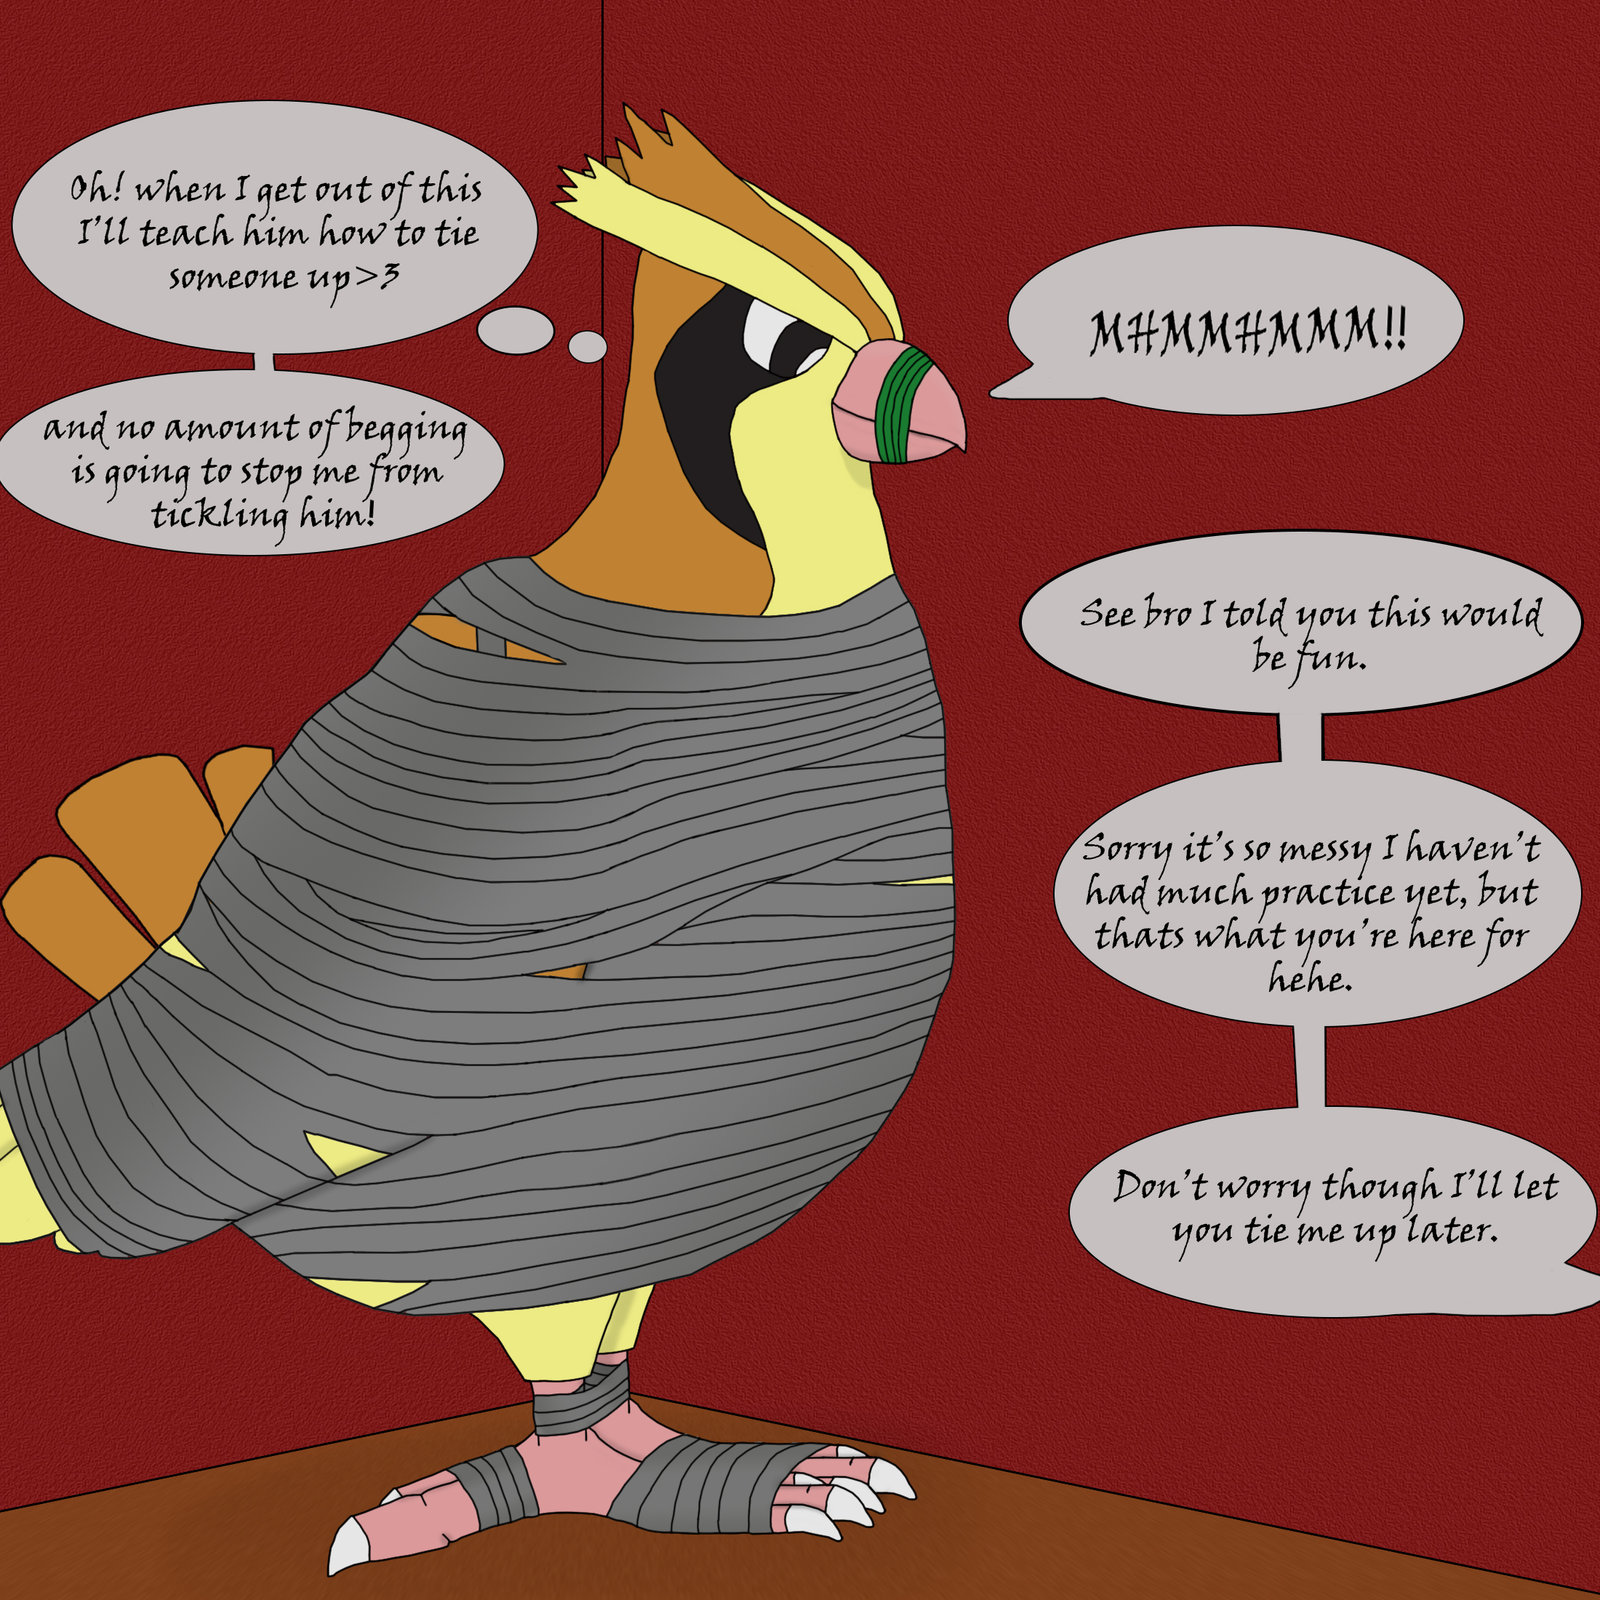 Oh! when I get out of this
I'll teach him how to tie
someone up>3
and no amount of begging
is going to stop me from
tickling him!
MHMMHMMM!!
See bro I told you this would
be fun.
Sorry it's so messy I haven't
had much practice yet, but
thats what you're here for
hehe.
Don't worry though I'll let
you tie me up later.